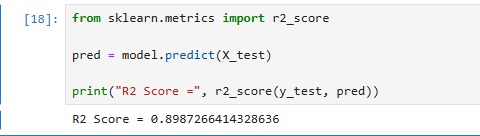 [18]: from sklearn.metrics import r2_score
pred = model.predict(X_test)
print("R2 Score =", r2_score(y_test, pred))
R2 Score = 0.8987266414328636